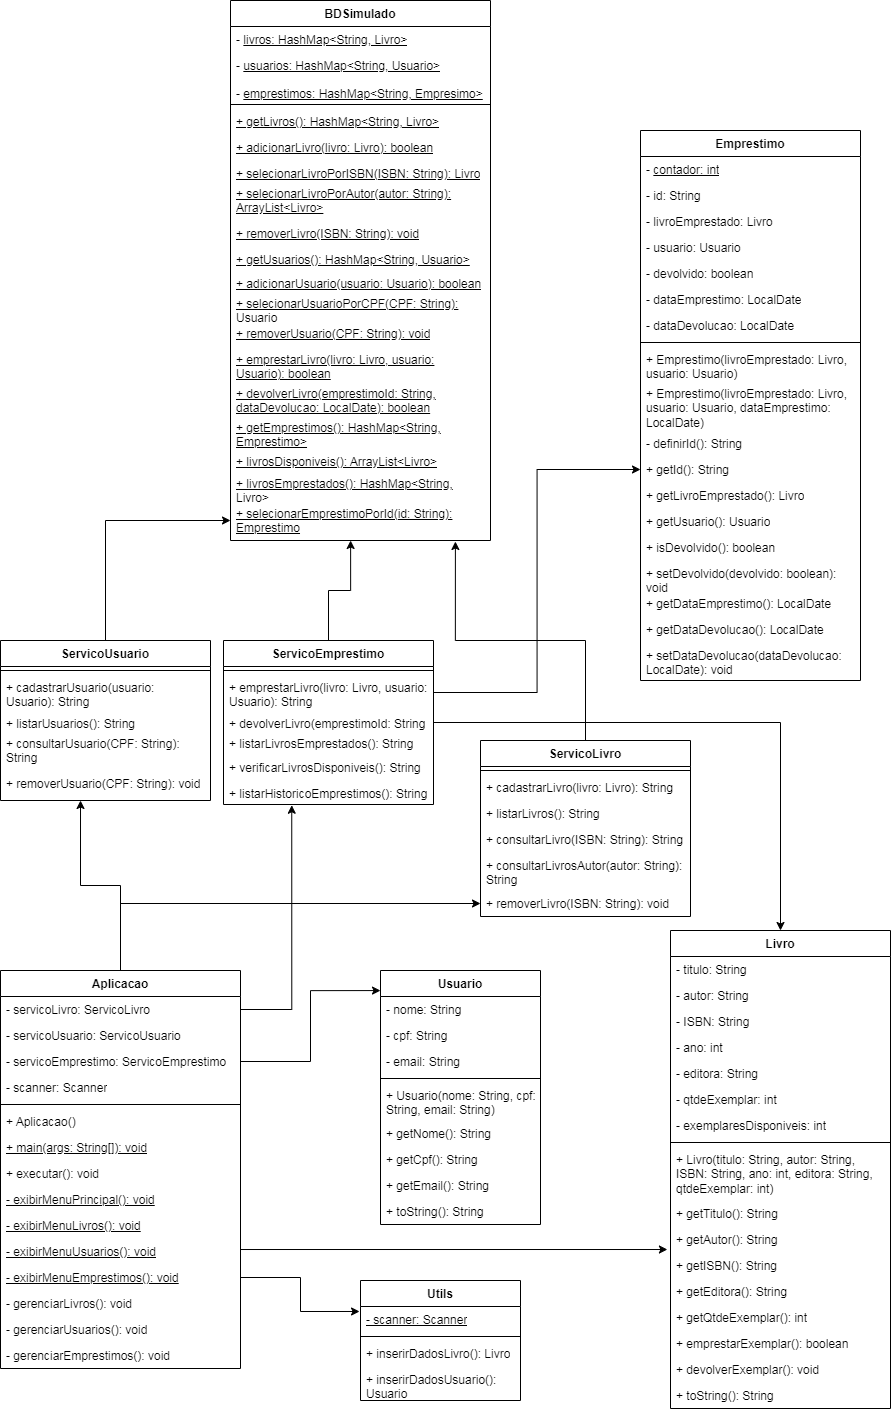 BDSimulado
- livros: HashMap<String, Livro>
- usuarios: HashMap<String, Usuario>
- emprestimos: HashMap<String, Empresimo>
+ getLivros(): HashMap<String, Livro>
+ adicionarLivro(livro: Livro): boolean
+ selecionarLivroPorISBN(ISBN: String): Livro
+ selecionarLivroPorAutor(autor: String):
ArrayList<Livro>
+ removerLivro(ISBN: String): void
+ getUsuarios(): HashMap<String, Usuario>
+ adicionarUsuario(usuario: Usuario): boolean
+ selecionarUsuarioPorCPF(CPF: String):
Usuario
+ removerUsuario(CPF: String): void
+ emprestarLivro(livro: Livro, usuario:
Usuario): boolean
+ devolverLivro(emprestimoId: String,
dataDevolucao: LocalDate): boolean
+ getEmprestimos(): HashMap<String,
Emprestimo>
+ livrosDisponiveis(): ArrayList<Livro>
+ livrosEmprestados(): HashMap<String,
Livro>
+ selecionarEmprestimoPorId(id: String):
Emprestimo
Emprestimo
- contador: int
- id: String
- livroEmprestado: Livro
- usuario: Usuario
- devolvido: boolean
- dataEmprestimo: LocalDate
- dataDevolucao: LocalDate
+ Emprestimo(livroEmprestado: Livro,
usuario: Usuario)
+ Emprestimo(livroEmprestado: Livro,
usuario: Usuario, dataEmprestimo:
LocalDate)
- definirId(): String
+ getId(): String
+ getLivroEmprestado(): Livro
+ getUsuario(): Usuario
+ isDevolvido(): boolean
+ setDevolvido(devolvido: boolean):
void
+ getDataEmprestimo(): LocalDate
+ getDataDevolucao(): LocalDate
+ setDataDevolucao(dataDevolucao:
LocalDate): void
ServicoUsuario
+ cadastrarUsuario(usuario:
Usuario): String
+ listarUsuarios(): String
+ consultarUsuario(CPF: String):
String
+ removerUsuario(CPF: String): void
ServicoEmprestimo
+ emprestarLivro(livro: Livro, usuario:
Usuario): String
+ devolverLivro(emprestimoId: String
+ listarLivrosEmprestados(): String
+ verificarLivrosDisponiveis(): String
+ listarHistoricoEmprestimos(): String
ServicoLivro
+ cadastrarLivro(livro: Livro): String
+ listarLivros(): String
+ consultarLivro(ISBN: String): String
+ consultarLivrosAutor(autor: String):
String
+ removerLivro(ISBN: String): void
Aplicacao
- servicoLivro: ServicoLivro
- servicoUsuario: ServicoUsuario
- servicoEmprestimo: ServicoEmprestimo
- scanner: Scanner
+ Aplicacao()
+ main(args: String[]): void
+ executar(): void
- exibirMenuPrincipal(): void
- exibirMenuLivros(): void
- exibirMenuUsuarios(): void
- exibirMenuEmprestimos(): void
- gerenciarLivros(): void
- gerenciarUsuarios(): void
- gerenciarEmprestimos(): void
Usuario
- nome: String
- cpf: String
- email: String
+ Usuario(nome: String, cpf:
String, email: String)
+ getNome(): String
+ getCpf(): String
+ getEmail(): String
+ toString(): String
Utils
- scanner: Scanner
+ inserirDadosLivro(): Livro
+ inserirDadosUsuario():
Usuario
Livro
- titulo: String
- autor: String
- ISBN: String
- ano: int
- editora: String
- qtdeExemplar: int
- exemplaresDisponiveis: int
+ Livro(titulo: String, autor: String,
ISBN: String, ano: int, editora: String,
qtdeExemplar: int)
+ getTitulo(): String
+ getAutor(): String
+ getISBN(): String
+ getEditora(): String
+ getQtdeExemplar(): int
+ emprestarExemplar(): boolean
+ devolverExemplar(): void
+ toString(): String